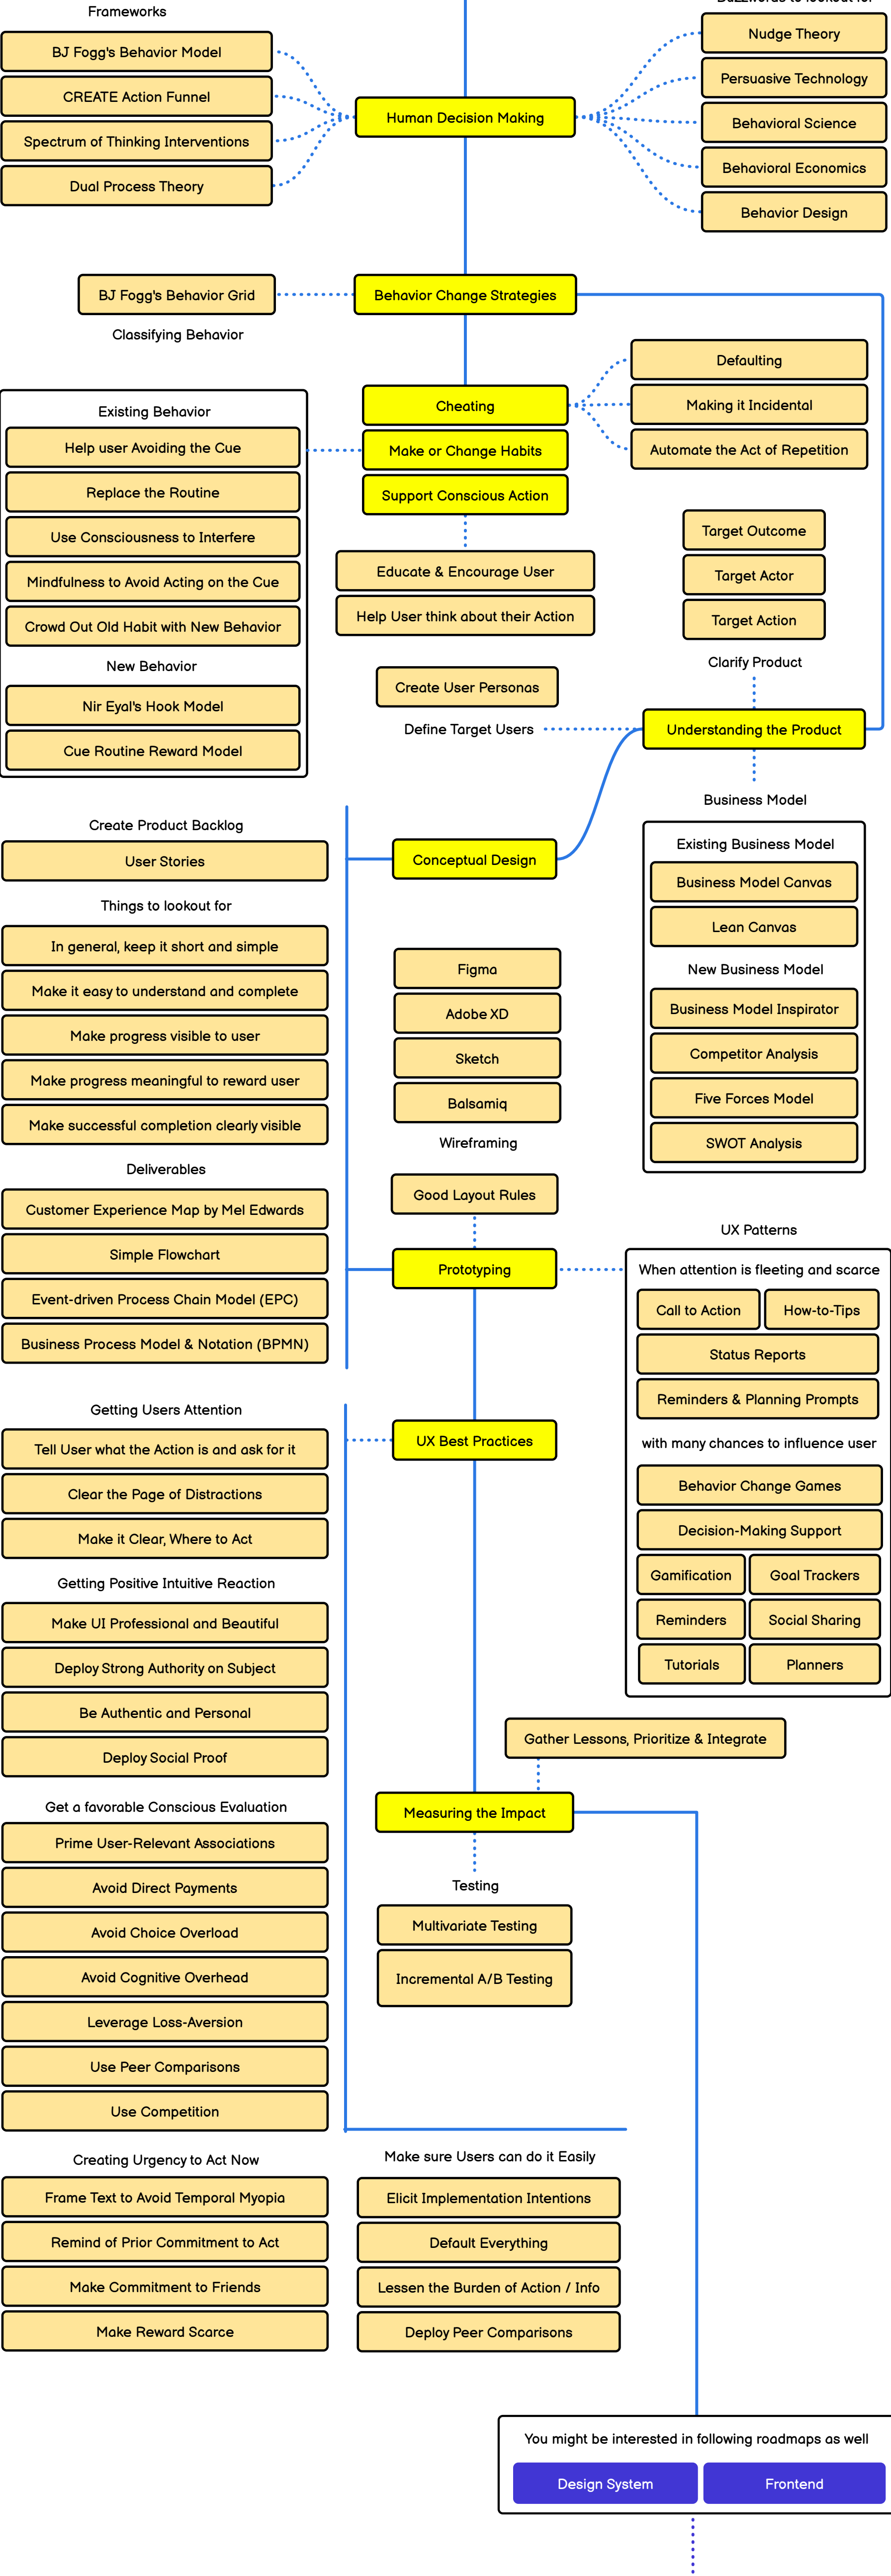 Buzzwords to lookout for
Frameworks
BJ Fogg's Behavior Model
CREATE Action Funnel
Spectrum of Thinking Interventions
Dual Process Theory
Human Decision Making
Nudge Theory
Persuasive Technology
Behavioral Science
Behavioral Economics
Behavior Design
BJ Fogg's Behavior Grid
Classifying Behavior
Behavior Change Strategies
Cheating
Make or Change Habits
Support Conscious Action
Defaulting
Making it Incidental
Automate the Act of Repetition
Existing Behavior
Help user Avoiding the Cue
Replace the Routine
Use Consciousness to Interfere
Mindfulness to Avoid Acting on the Cue
Crowd Out Old Habit with New Behavior
New Behavior
Nir Eyal's Hook Model
Cue Routine Reward Model
Educate & Encourage User
Help User think about their Action
Target Outcome
Target Actor
Target Action
Clarify Product
Create User Personas
Define Target Users
Understanding the Product
Business Model
Existing Business Model
Business Model Canvas
Lean Canvas
New Business Model
Business Model Inspirator
Competitor Analysis
Five Forces Model
SWOT Analysis
Conceptual Design
Create Product Backlog
User Stories
Things to lookout for
In general, keep it short and simple
Make it easy to understand and complete
Make progress visible to user
Make progress meaningful to reward user
Make successful completion clearly visible
Deliverables
Customer Experience Map by Mel Edwards
Simple Flowchart
Event-driven Process Chain Model (EPC)
Business Process Model & Notation (BPMN)
Figma
Adobe XD
Sketch
Balsamiq
Wireframing
Good Layout Rules
Prototyping
UX Patterns
When attention is fleeting and scarce
Call to Action
How-to-Tips
Status Reports
Reminders & Planning Prompts
with many chances to influence user
Behavior Change Games
Decision-Making Support
Gamification
Goal Trackers
Reminders
Social Sharing
Tutorials
Planners
UX Best Practices
Getting Users Attention
Tell User what the Action is and ask for it
Clear the Page of Distractions
Make it Clear, Where to Act
Getting Positive Intuitive Reaction
Make UI Professional and Beautiful
Deploy Strong Authority on Subject
Be Authentic and Personal
Deploy Social Proof
Get a favorable Conscious Evaluation
Prime User-Relevant Associations
Avoid Direct Payments
Avoid Choice Overload
Avoid Cognitive Overhead
Leverage Loss-Aversion
Use Peer Comparisons
Use Competition
Gather Lessons, Prioritize & Integrate
Measuring the Impact
Testing
Multivariate Testing
Incremental A/B Testing
Creating Urgency to Act Now
Frame Text to Avoid Temporal Myopia
Remind of Prior Commitment to Act
Make Commitment to Friends
Make Reward Scarce
Make sure Users can do it Easily
Elicit Implementation Intentions
Default Everything
Lessen the Burden of Action / Info
Deploy Peer Comparisons
You might be interested in following roadmaps as well
Design System
Frontend